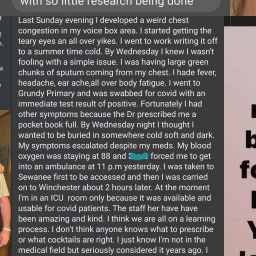 with so little research being done
Last Sunday evening I developed a weird chest
congestion in my voice box area. I started getting the
teary eyes an all over yikes. I went to work writing it off
to a summer time cold. By Wednesday I knew I wasn't
fooling with a simple issue. I was having large green
chunks of sputum coming from my chest. I hade fever,
headache, ear ache,all over body fatigue. I went to
Grundy Primary and was swabbed for covid with an
immediate test result of positive. Fortunately I had
other symptoms because the Dr prescribed me a
pocket book full. By Wednesday night I thought I
wanted to be buried in somewhere cold soft and dark.
My symptoms escalated despite my meds. My blood
oxygen was staying at 88 and forced me to get
into an ambulance at 11 p.m yesterday. I was taken to
Sewanee first to be accessed and then I was carried
on to Winchester about 2 hours later. At the moment
I'm in an ICU room only because it was available and
usable for covid patients. The staff her have have
been amazing and kind. I think we are all on a learning
process. I don't think anyone knows what to prescribe
or what cocktails are right. I just know I'm not in the
medical field but seriously considered it years ago. I